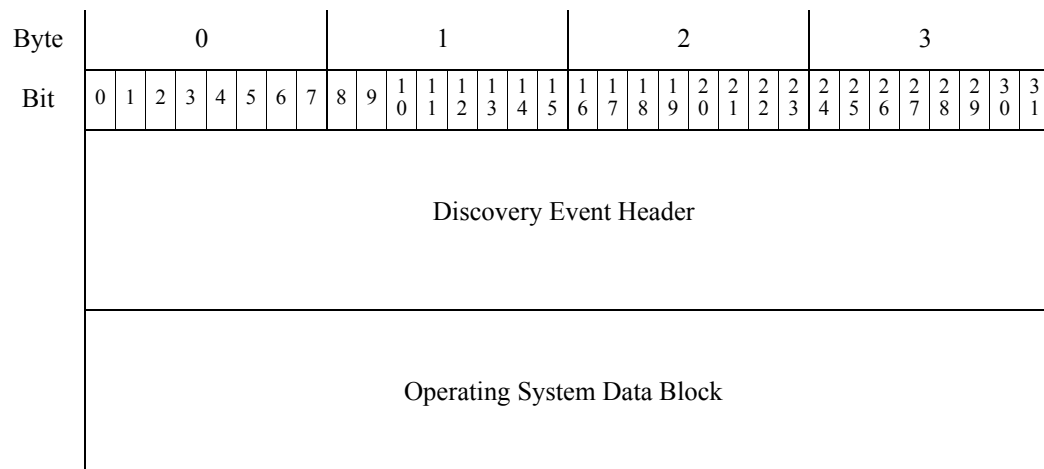 Byte 0 1 2 3
Bit 0 1 2 3 4 5 6 7 8 9 10 11 12 13 14 15 16 17 18 19 20 21 22 23 24 25 26 27 28 29 30 31
Discovery Event Header
Operating System Data Block